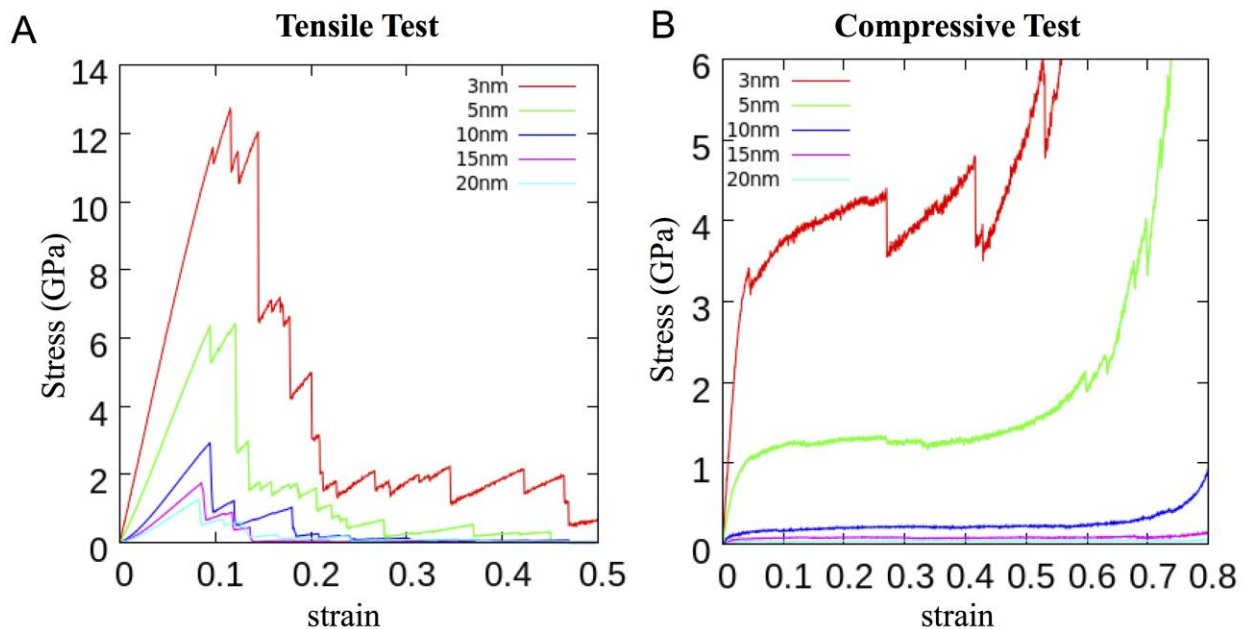 A
Tensile Test
Stress (GPa)
14
12
10
8
6
4
2
0
3nm
5nm
10nm
15nm
20nm
0 0.1 0.2 0.3 0.4 0.5
strain
B
Compressive Test
Stress (GPa)
6
5
4
3
2
1
0
3nm
5nm
10nm
15nm
20nm
0 0.1 0.2 0.3 0.4 0.5 0.6 0.7 0.8
strain